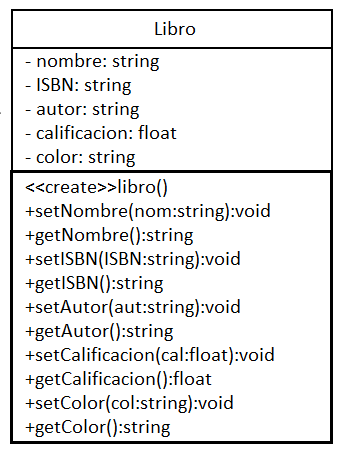 Libro
- nombre: string
- ISBN: string
- autor: string
- calificacion: float
- color: string
<<create>>libro()
+setNombre(nom:string):void
+getNombre():string
+setISBN(ISBN:string):void
+getISBN():string
+setAutor(aut:string):void
+getAutor():string
+setCalificacion(cal:float):void
+getCalificacion():float
+setColor(col:string):void
+getColor():string